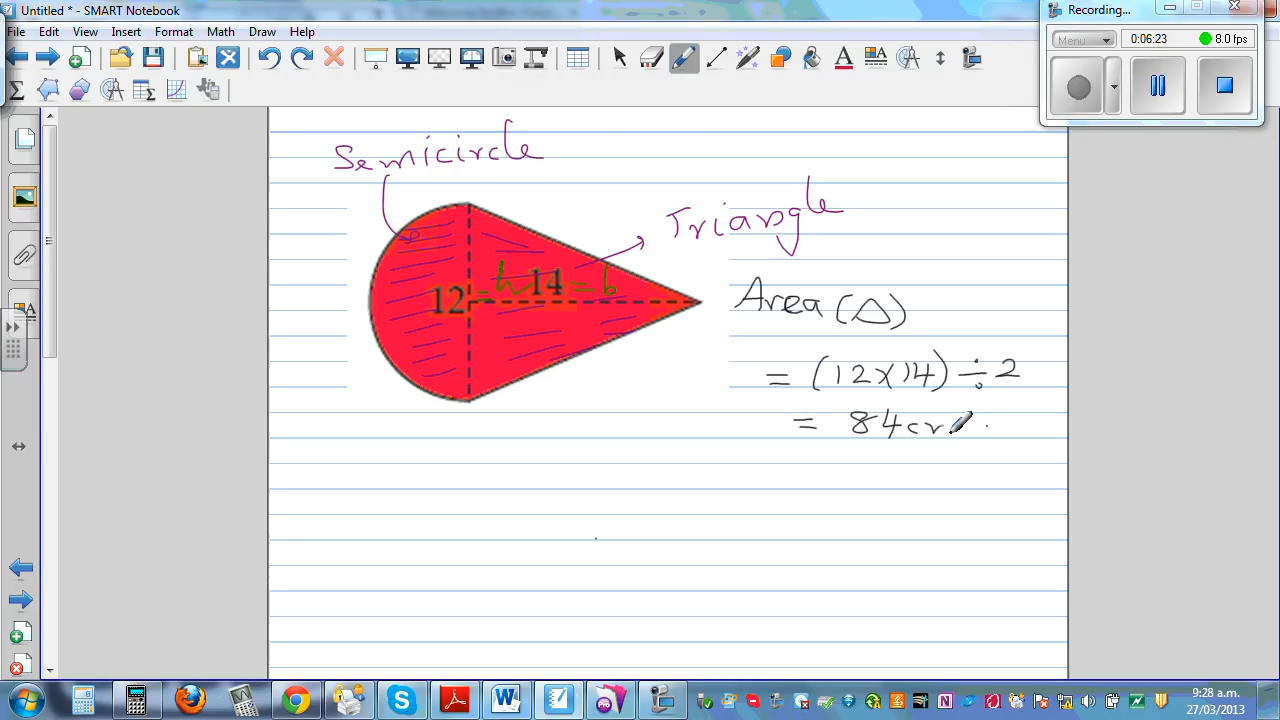 Untitled * - SMART Notebook
File Edit View Insert Format Math Draw Help
Recording...
Menu
0:06:23
8.0 fps
Semicircle
Triangle
12 = h 14 = b
Area (△)
= (12 x 14) ÷ 2
= 84 cm
9:28 a.m.
27/03/2013